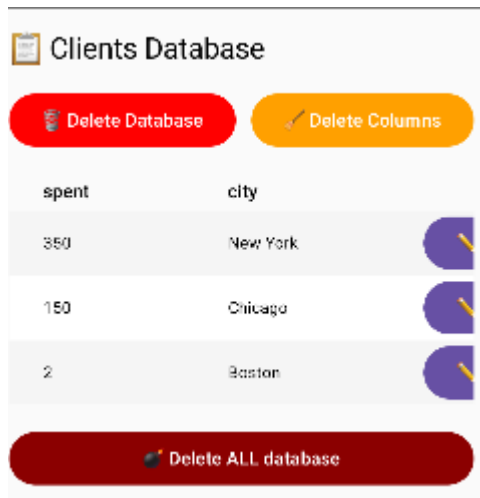 📋 Clients Database
🗑️ Delete Database 🧹 Delete Columns
spent city
350 New York
150 Chicago
2 Boston
💣 Delete ALL database